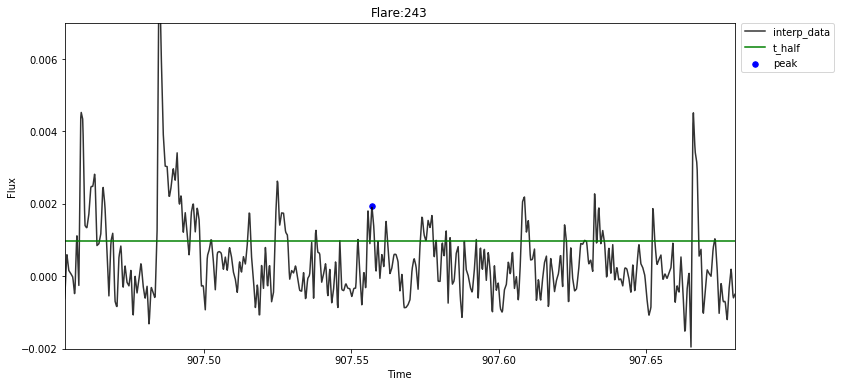 Flare:243
interp_data
t_half
peak
0.006
0.004
0.002
0.000
−0.002
Flux
907.50
907.55
907.60
907.65
Time